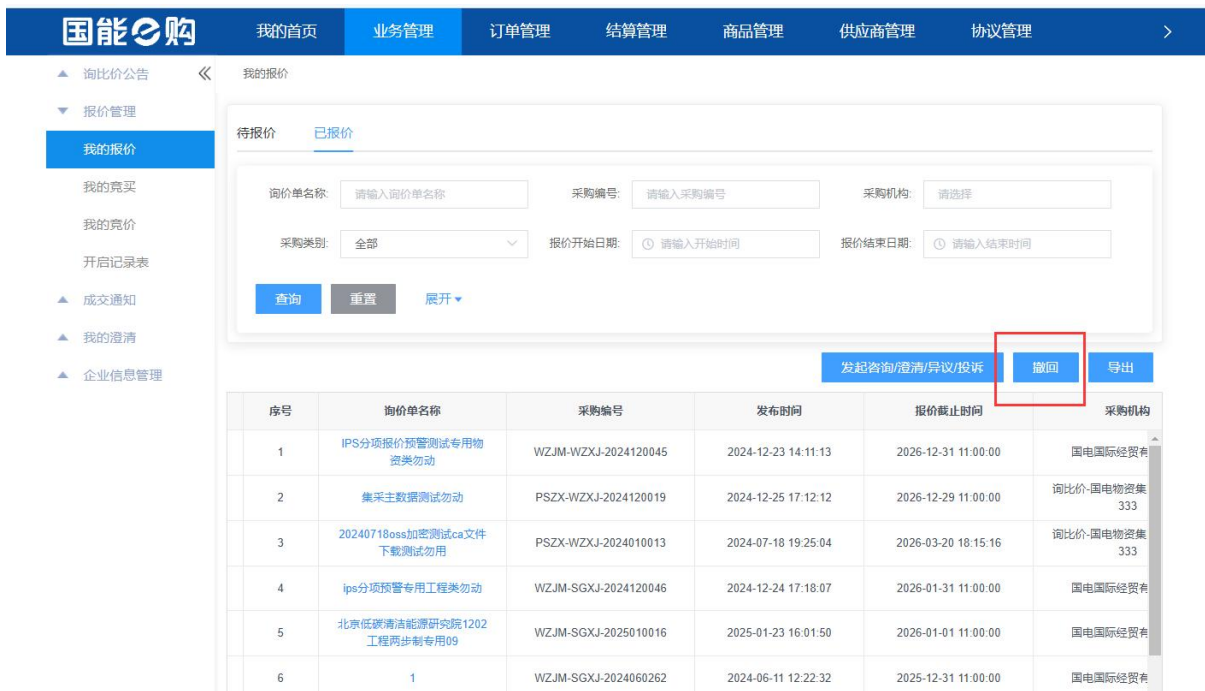 国能e购
我的首页 业务管理 订单管理 结算管理 商品管理 供应商管理 协议管理
询比价公告
我的报价
报价管理
我的报价
我的竞买
我的竞价
开启记录表
成交通知
我的澄清
企业信息管理
待报价 已报价
询价单名称: 请输入询价单名称 采购编号: 请输入采购编号 采购机构: 请选择
采购类别: 全部 报价开始日期: 请输入开始时间 报价结束日期: 请输入结束时间
查询 重置 展开
发起咨询/澄清/异议/投诉 撤回 导出
序号 询价单名称 采购编号 发布时间 报价截止时间 采购机构
1 IPS分项报价预警测试专用物 WZJM-WZXJ-2024120045 2024-12-23 14:11:13 2026-12-31 11:00:00 国电国际经贸有
资类勿动
2 集采主数据测试勿动 PSZX-WZXJ-2024120019 2024-12-25 17:12:12 2026-12-29 11:00:00 询比价-国电物资集
333
3 20240718oss加密测试ca文件 PSZX-WZXJ-2024010013 2024-07-18 19:25:04 2026-03-20 18:15:16 询比价-国电物资集
下载测试勿用 333
4 ips分项预警专用工程类勿动 WZJM-SGXJ-2024120046 2024-12-24 17:18:07 2026-01-31 11:00:00 国电国际经贸有
5 北京低碳清洁能源研究院1202 WZJM-SGXJ-2025010016 2025-01-23 16:01:50 2026-01-01 11:00:00 国电国际经贸有
工程两步制专用09
6 1 WZJM-SGXJ-2024060262 2024-06-11 12:22:32 2025-12-31 11:00:00 国电国际经贸有